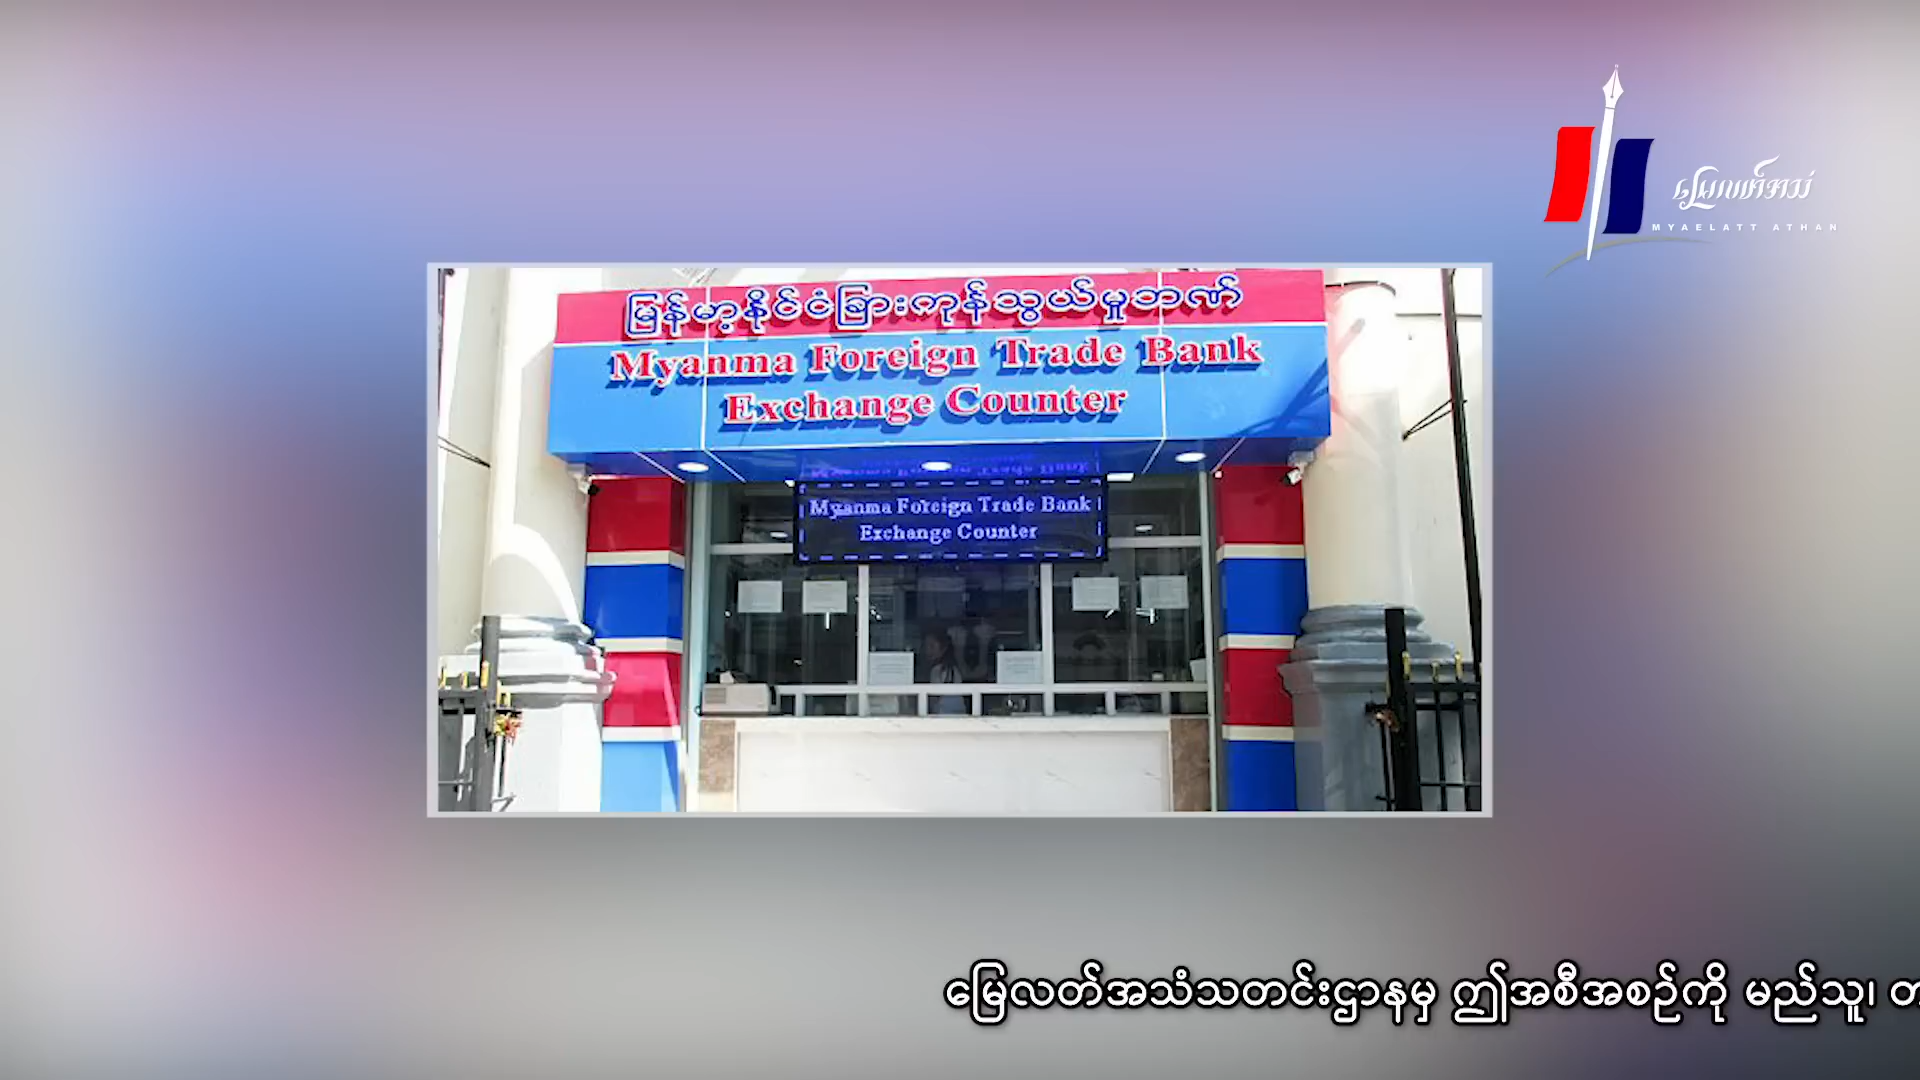 မြေလတ်အသံ
MYAELATT ATHAN
မြန်မာ့နိုင်ငံခြားကုန်သွယ်မှုဘဏ်
Myanma Foreign Trade Bank
Exchange Counter
Myanma Foreign Trade Bank
Exchange Counter
မြေလတ်အသံသတင်းဌာနမှ ဤအစီအစဉ်ကို မည်သူ၊